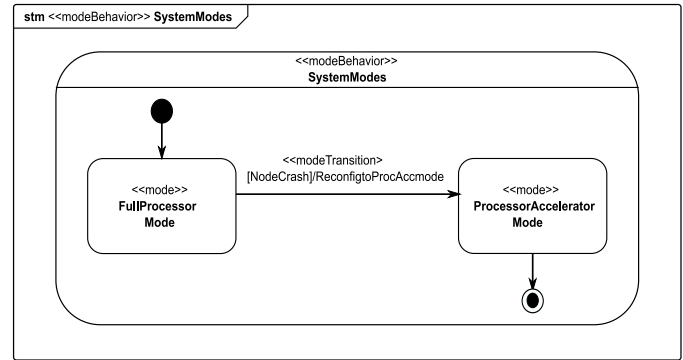 stm <<modeBehavior>> SystemModes
<<modeBehavior>>
SystemModes
<<modeTransition>
[NodeCrash]/ReconfigtoProcAccmode
<<mode>>
FullProcessor
Mode
<<mode>>
ProcessorAccelerator
Mode